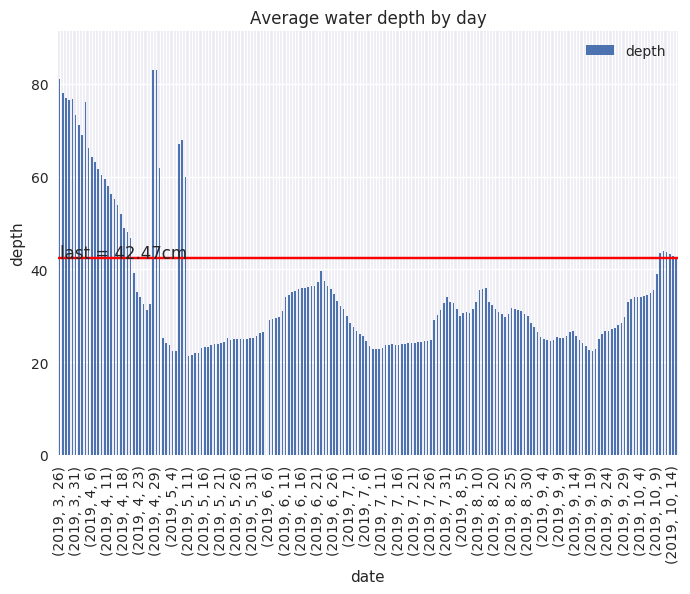 Average water depth by day
depth
80
60
last = 42.47cm
40
20
0
depth
(2019, 3, 26)
(2019, 3, 31)
(2019, 4, 6)
(2019, 4, 11)
(2019, 4, 18)
(2019, 4, 23)
(2019, 4, 29)
(2019, 5, 4)
(2019, 5, 11)
(2019, 5, 16)
(2019, 5, 21)
(2019, 5, 26)
(2019, 5, 31)
(2019, 6, 6)
(2019, 6, 11)
(2019, 6, 16)
(2019, 6, 21)
(2019, 6, 26)
(2019, 7, 1)
(2019, 7, 6)
(2019, 7, 11)
(2019, 7, 16)
(2019, 7, 21)
(2019, 7, 26)
(2019, 7, 31)
(2019, 8, 5)
(2019, 8, 10)
(2019, 8, 20)
(2019, 8, 25)
(2019, 8, 30)
(2019, 9, 4)
(2019, 9, 9)
(2019, 9, 14)
(2019, 9, 19)
(2019, 9, 24)
(2019, 9, 29)
(2019, 10, 4)
(2019, 10, 9)
(2019, 10, 14)
date